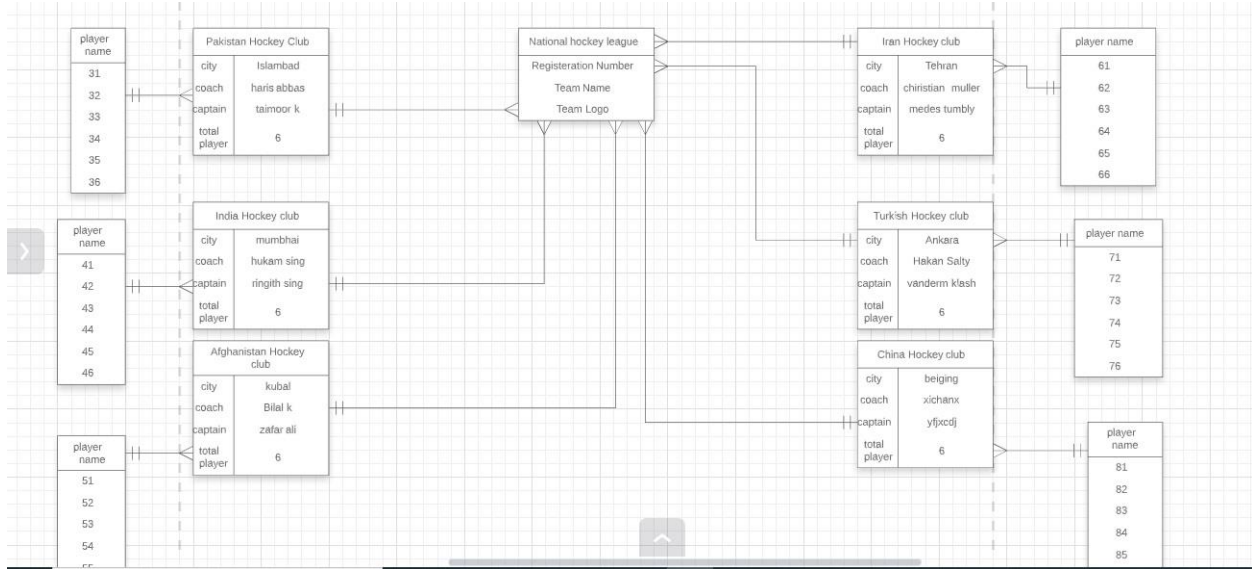 player
name
31
32
33
34
35
36
Pakistan Hockey Club
city Islambad
coach haris abbas
captain taimoor k
total
player 6
National hockey league
Registeration Number
Team Name
Team Logo
Iran Hockey club
city Tehran
coach chiristian muller
captain medes tumbly
total
player 6
player name
61
62
63
64
65
66
player
name
41
42
43
44
45
46
India Hockey club
city mumbhai
coach hukam sing
captain ringith sing
total
player 6
Turkish Hockey club
city Ankara
coach Hakan Salty
captain vanderm klash
total
player 6
player name
71
72
73
74
75
76
Afghanistan Hockey
club
city kubal
coach Bilal k
captain zafar ali
total
player 6
China Hockey club
city beiging
coach xichanx
captain yfjxcdj
total
player 6
player
name
51
52
53
54
player
name
81
82
83
84
85